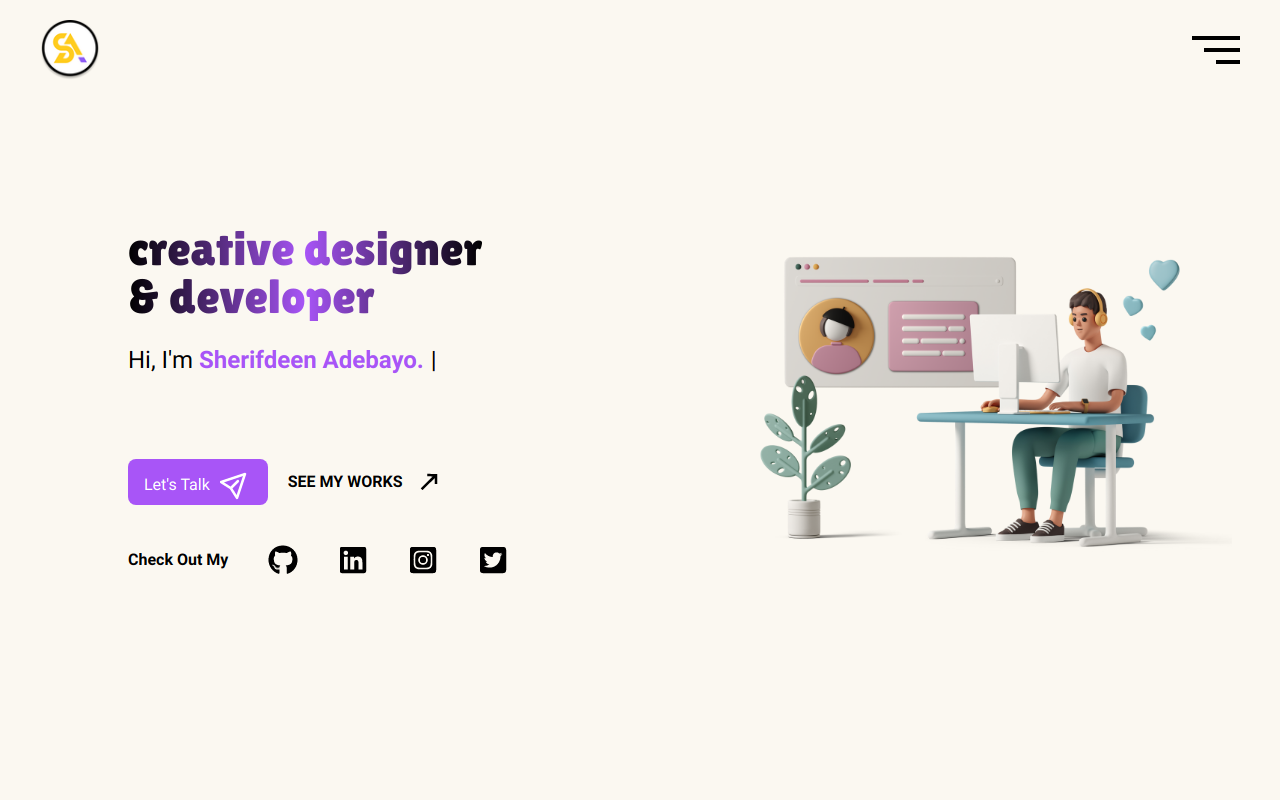 SA
creative designer
& developer
Hi, I'm Sherifdeen Adebayo. |
Let's Talk
SEE MY WORKS
Check Out My